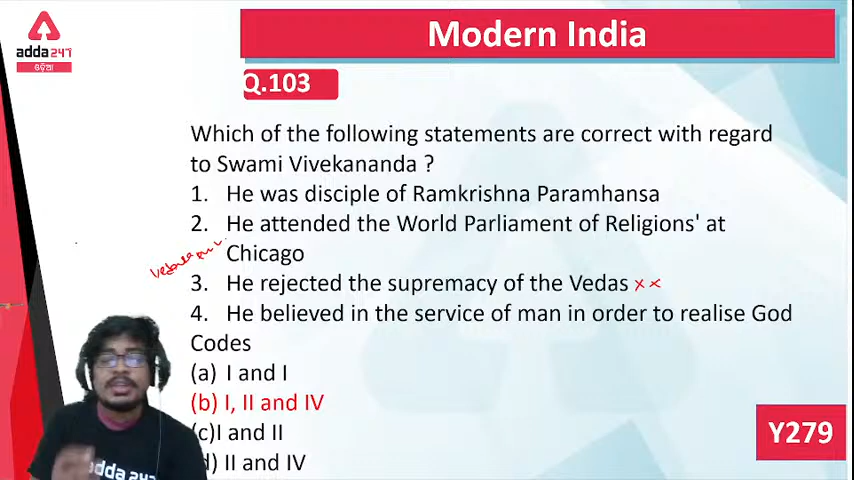 Modern India
adda247
ଓଡ଼ିଆ
Q.103
Which of the following statements are correct with regard
to Swami Vivekananda ?
1. He was disciple of Ramkrishna Paramhansa
2. He attended the World Parliament of Religions' at
Chicago
3. He rejected the supremacy of the Vedas ××
4. He believed in the service of man in order to realise God
Codes
(a) I and I
(b) I, II and IV
(c)I and II
d) II and IV
adda247
Y279